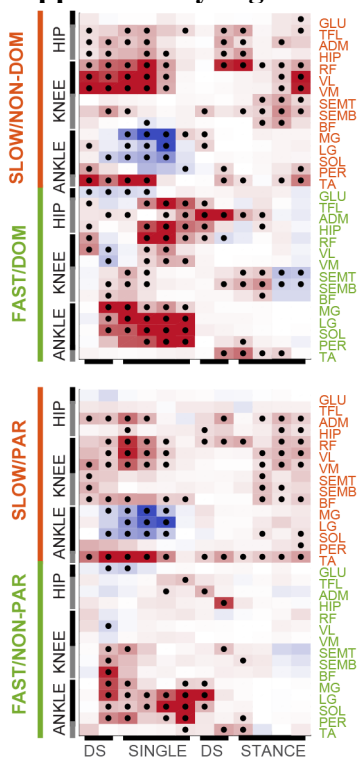 SLOW/NON-DOM
HIP
KNEE
ANKLE
GLU
TFL
ADM
HIP
RF
VL
VM
SEMT
SEMB
BF
MG
LG
SOL
PER
TA
FAST/DOM
HIP
KNEE
ANKLE
GLU
TFL
ADM
HIP
RF
VL
VM
SEMT
SEMB
BF
MG
LG
SOL
PER
TA
SLOW/PAR
HIP
KNEE
ANKLE
GLU
TFL
ADM
HIP
RF
VL
VM
SEMT
SEMB
BF
MG
LG
SOL
PER
TA
FAST/NON-PAR
HIP
KNEE
ANKLE
GLU
TFL
ADM
HIP
RF
VL
VM
SEMT
SEMB
BF
MG
LG
SOL
PER
TA
DS SINGLE DS STANCE